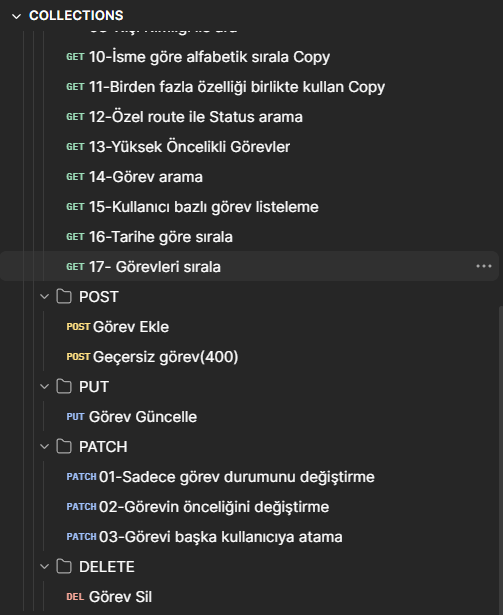 COLLECTIONS
GET 10-İsme göre alfabetik sırala Copy
GET 11-Birden fazla özelliği birlikte kullan Copy
GET 12-Özel route ile Status arama
GET 13-Yüksek Öncelikli Görevler
GET 14-Görev arama
GET 15-Kullanıcı bazlı görev listeleme
GET 16-Tarihe göre sırala
GET 17- Görevleri sırala
POST
POST Görev Ekle
POST Geçersiz görev(400)
PUT
PUT Görev Güncelle
PATCH
PATCH 01-Sadece görev durumunu değiştirme
PATCH 02-Görevin önceliğini değiştirme
PATCH 03-Görevi başka kullanıcıya atama
DELETE
DEL Görev Sil